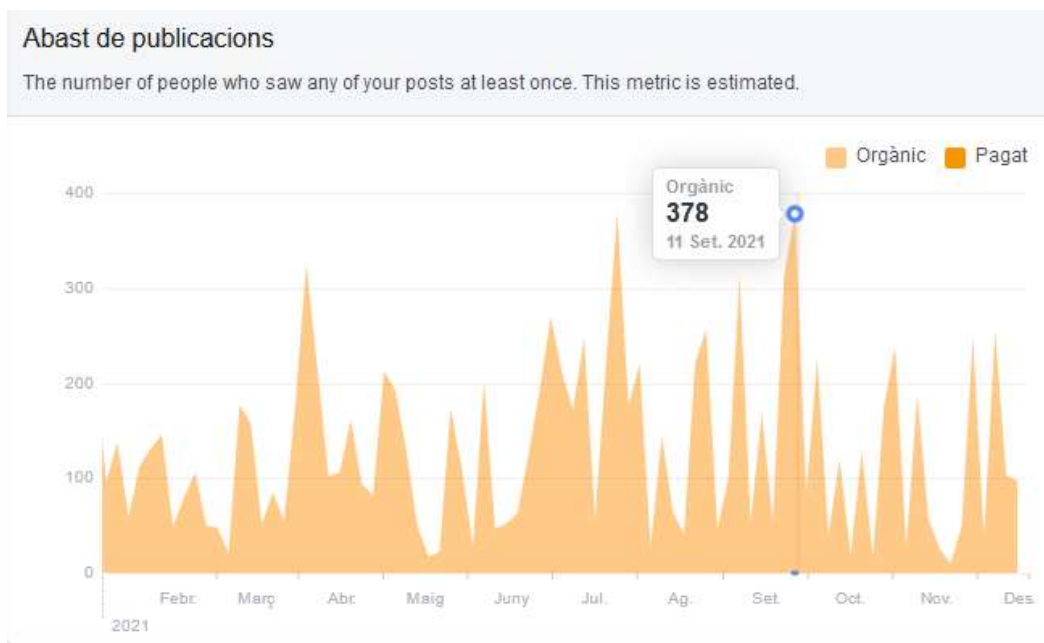 Abast de publicacions
The number of people who saw any of your posts at least once. This metric is estimated.
Orgànic Pagat
Orgànic
378
11 Set. 2021
400
300
200
100
0
Febr. Març Abr. Maig Juny Jul. Ag. Set. Oct. Nov. Des.
2021